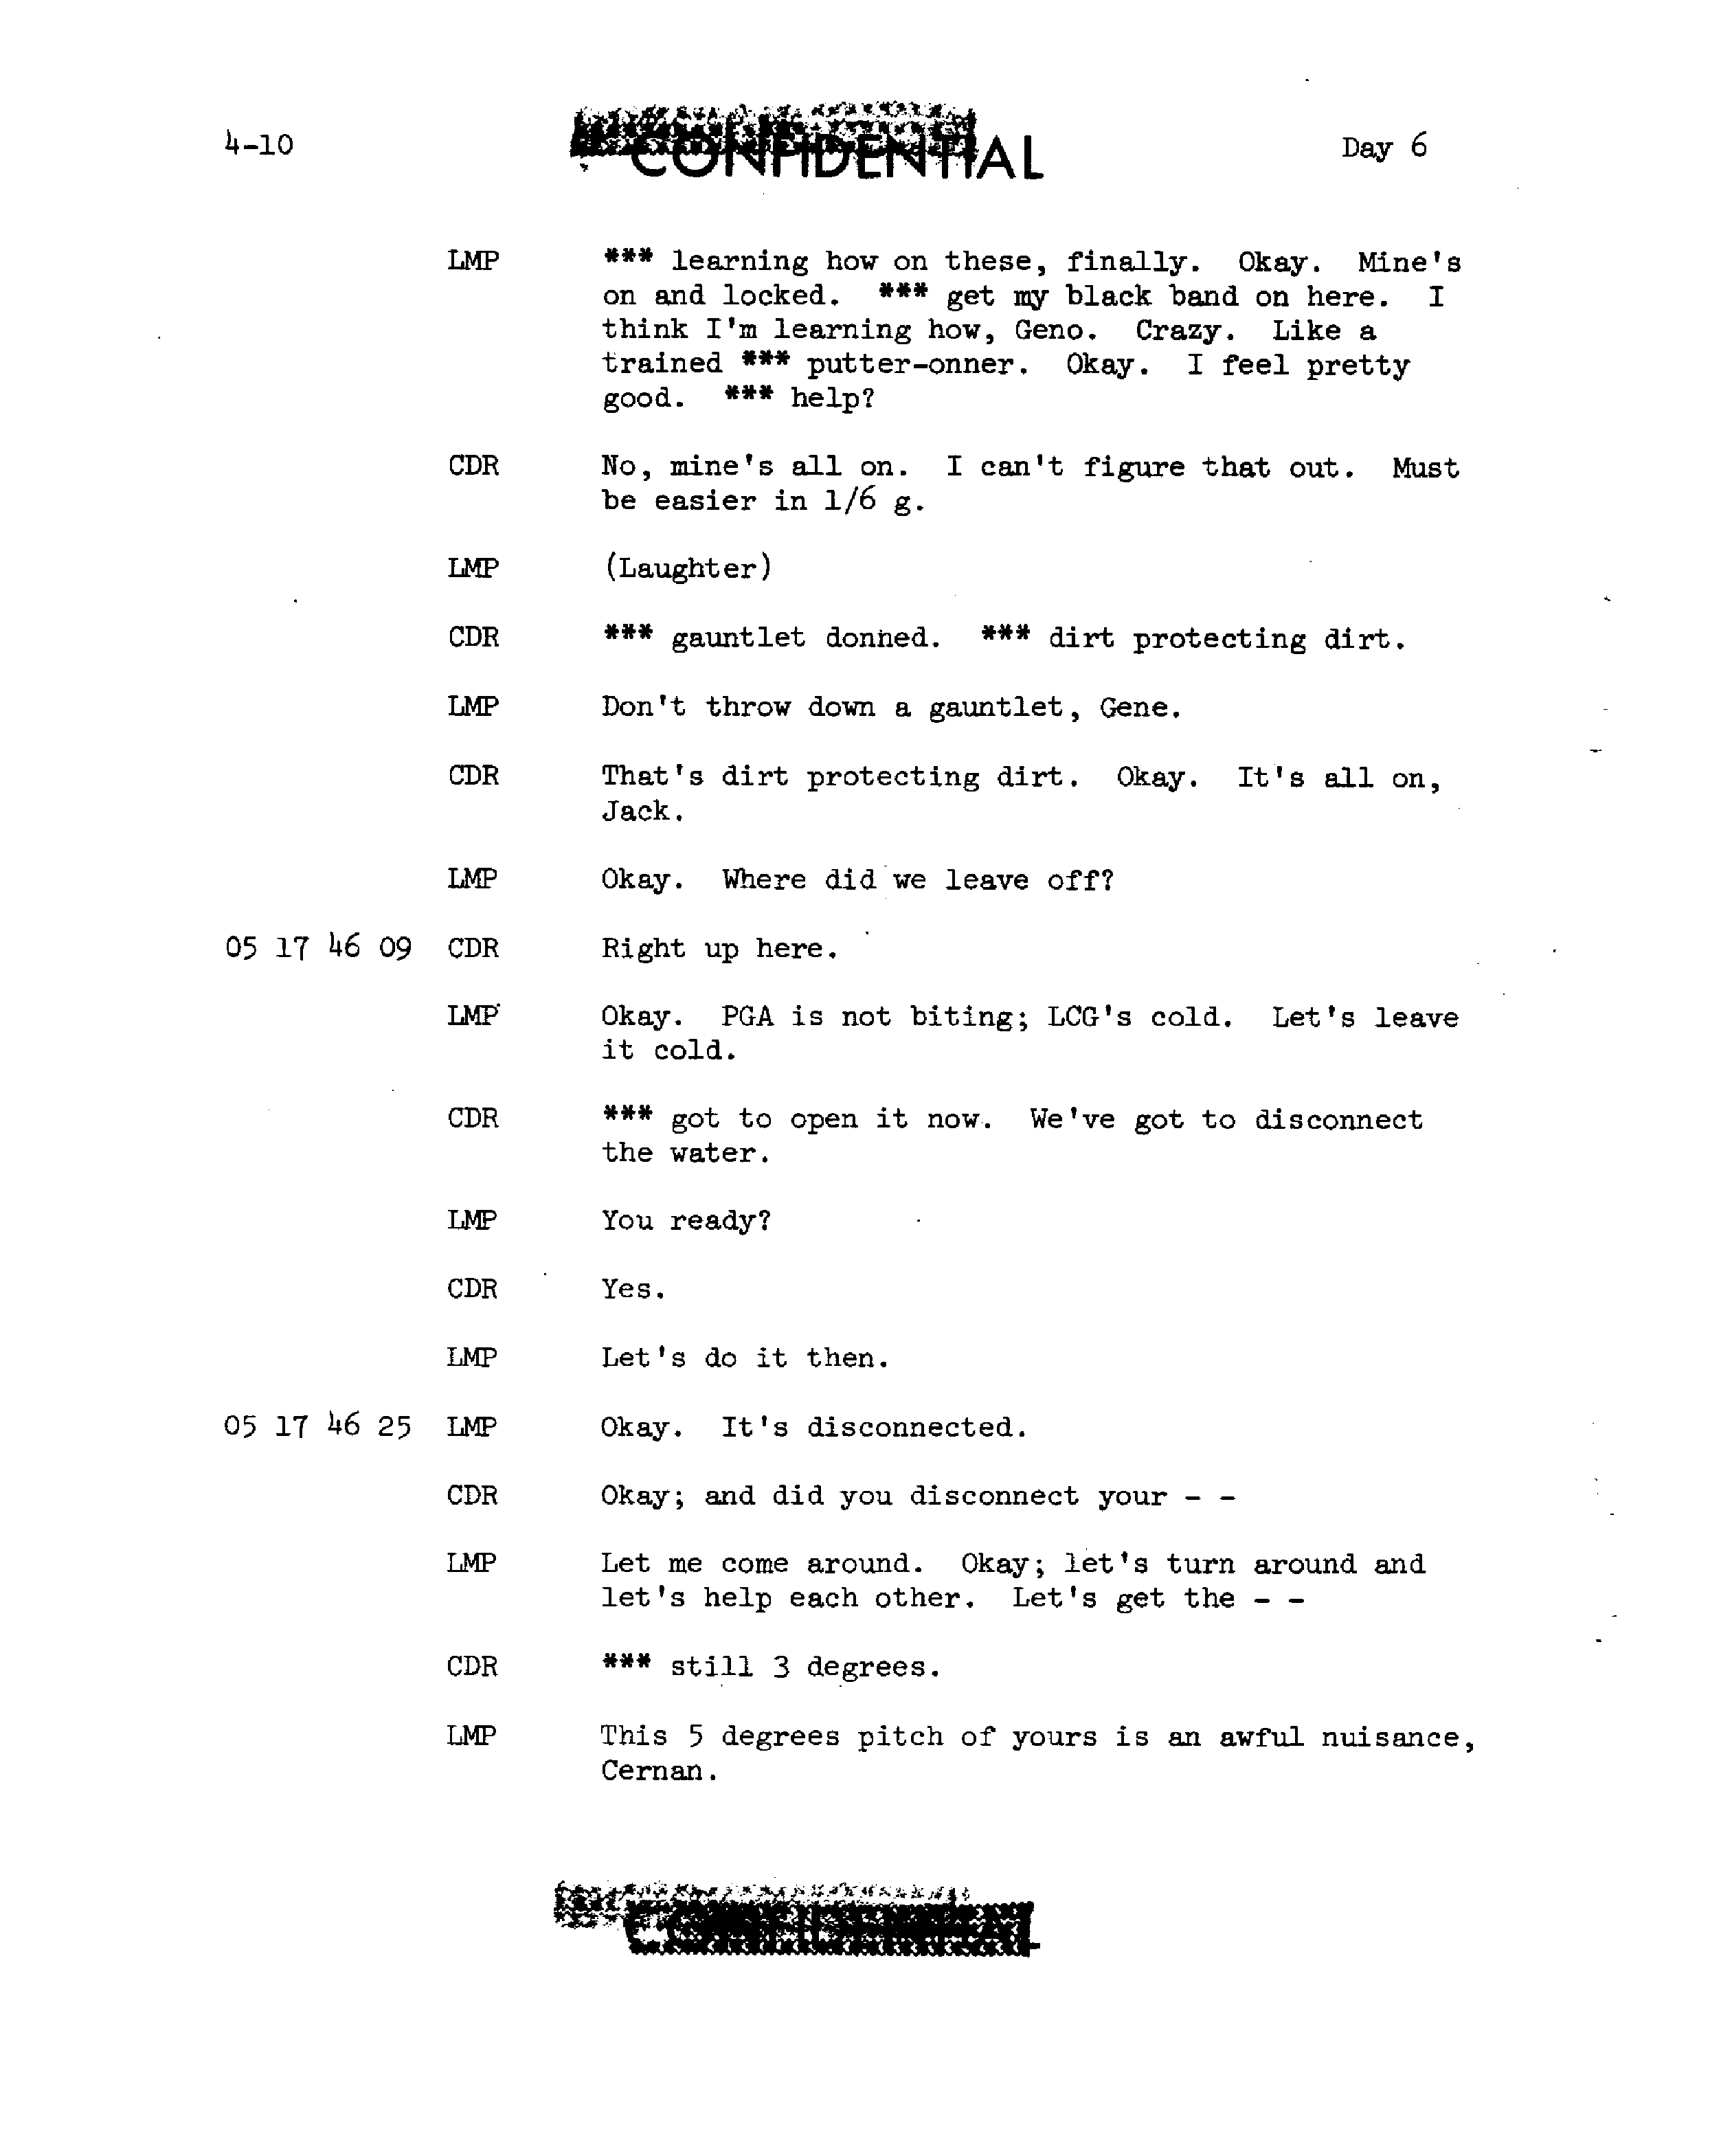 4-10 CONFIDENTIAL Day 6
LMP *** learning how on these, finally. Okay. Mine's
on and locked. *** get my black band on here. I
think I'm learning how, Geno. Crazy. Like a
trained *** putter-onner. Okay. I feel pretty
good. *** help?
CDR No, mine's all on. I can't figure that out. Must
be easier in 1/6 g.
LMP (Laughter)
CDR *** gauntlet donned. *** dirt protecting dirt.
LMP Don't throw down a gauntlet, Gene.
CDR That's dirt protecting dirt. Okay. It's all on,
Jack.
LMP Okay. Where did we leave off?
05 17 46 09 CDR Right up here.
LMP Okay. PGA is not biting; LCG's cold. Let's leave
it cold.
CDR *** got to open it now. We've got to disconnect
the water.
LMP You ready?
CDR Yes.
LMP Let's do it then.
05 17 46 25 LMP Okay. It's disconnected.
CDR Okay; and did you disconnect your - -
LMP Let me come around. Okay; let's turn around and
let's help each other. Let's get the - -
CDR *** still 3 degrees.
LMP This 5 degrees pitch of yours is an awful nuisance,
Cernan.
CONFIDENTIAL